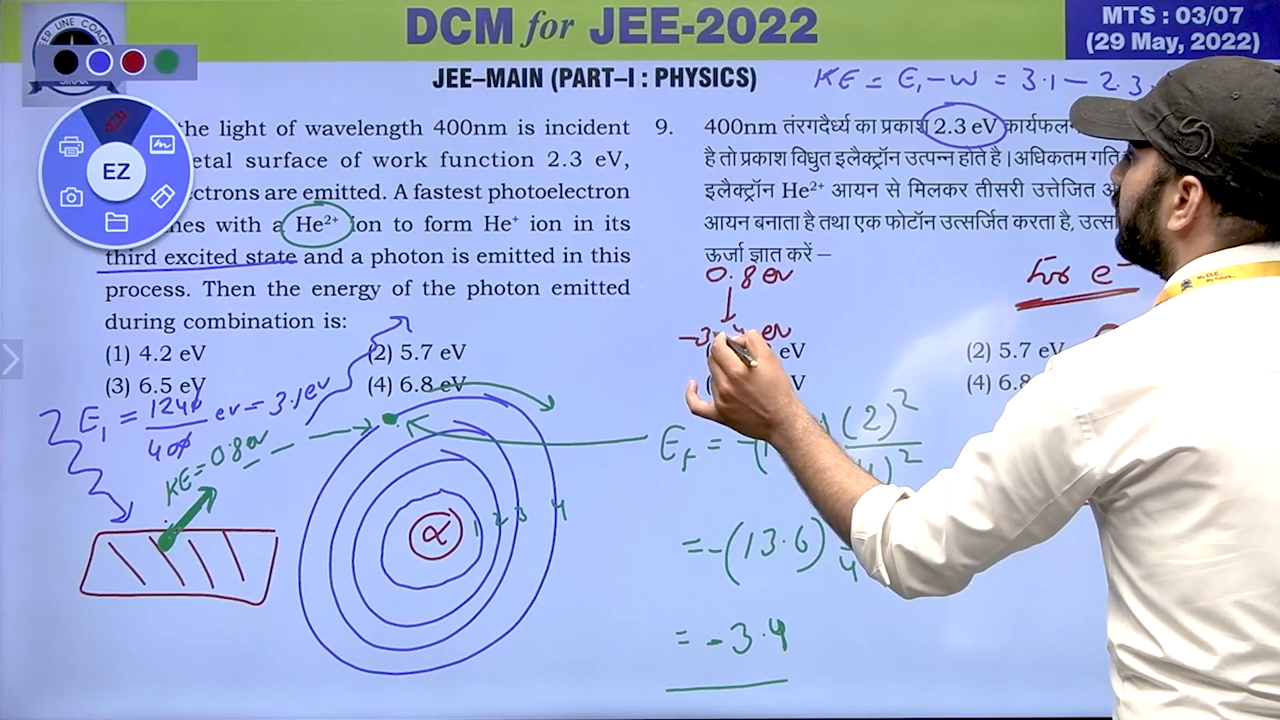 DCM for JEE-2022
MTS : 03/07
(29 May, 2022)
JEE–MAIN (PART–I : PHYSICS)
KE = E₁ – W = 3.1 – 2.3
EZ
the light of wavelength 400nm is incident
etal surface of work function 2.3 eV,
ctrons are emitted. A fastest photoelectron
nes with a He²⁺ ion to form He⁺ ion in its
third excited state and a photon is emitted in this
process. Then the energy of the photon emitted
during combination is:
(1) 4.2 eV (2) 5.7 eV
(3) 6.5 eV (4) 6.8 eV
9. 400nm तंरगदैर्ध्य का प्रकाश 2.3 eV कार्यफल
है तो प्रकाश विधुत इलैक्ट्रॉन उत्पन्न होते है। अधिकतम गति
इलैक्ट्रॉन He²⁺ आयन से मिलकर तीसरी उत्तेजित
आयन बनाता है तथा एक फोटॉन उत्सर्जित करता है,
ऊर्जा ज्ञात करें –
0.8 ev
ev
For e⁻
eV (2) 5.7 eV
V (4) 6.8
E₁ = 1240/400 ev = 3.1ev
KE = 0.8ev
α 1 2 3 4
(2)²
= -(13.6)
= -3.4